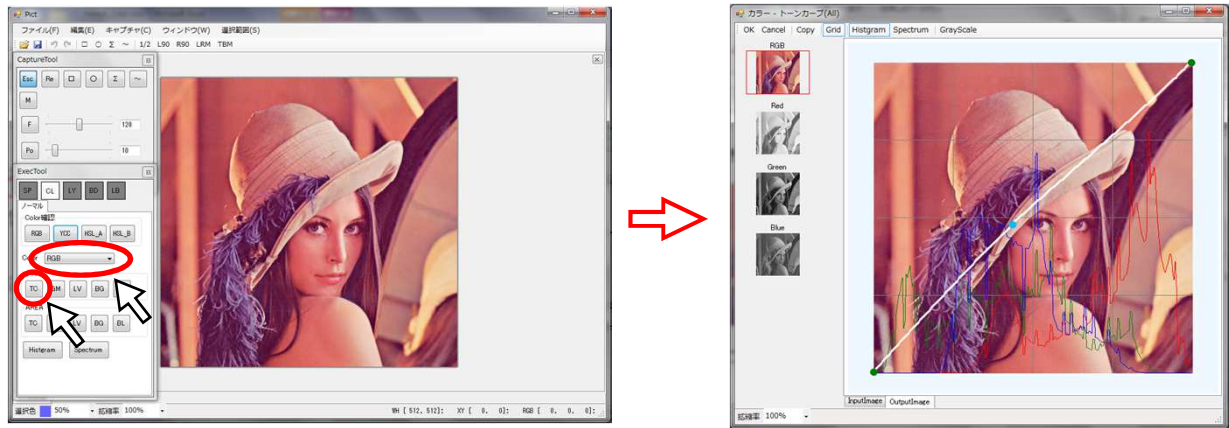 Pict
ファイル(F) 編集(E) キャプチャ(C) ウィンドウ(W) 選択範囲(S)
1/2 L90 R90 LRM TBM
CaptureTool
Esc Re □ ○ Σ ～
M
F 128
Po 10
ExecTool
SP CL LY BD LB
ノーマル
Color確認
RGB YCC HSL_A HSL_B
RGB
TC GM LV BG
AREA
TC LV BG BL
Histgram Spectrum
選択色 50% 拡縮率 100% WH [ 512, 512]: XY [ 0, 0]: RGB [ 0, 0, 0]:
カラー - トーンカーブ(All)
OK Cancel Copy Grid Histgram Spectrum GrayScale
RGB
Red
Green
Blue
InputImage OutputImage
拡縮率 100%